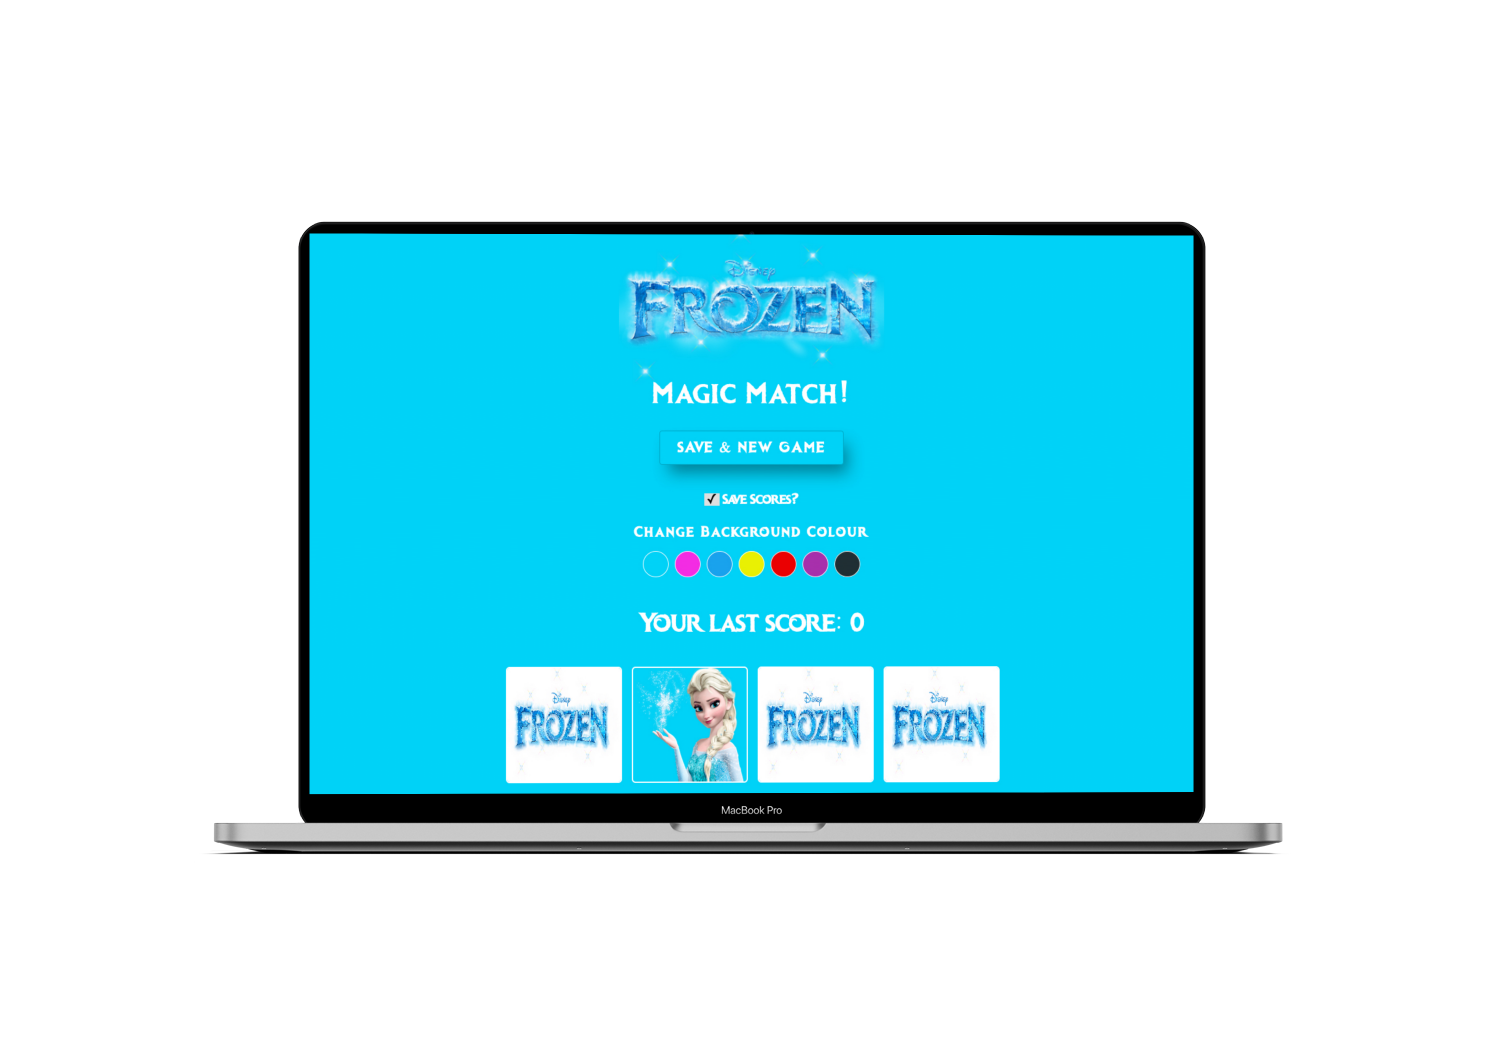 Disney
FROZEN
Magic Match!
SAVE & NEW GAME
✓ Save Scores?
Change Background Colour
Your last score: 0
Disney
FROZEN
Disney
FROZEN
Disney
FROZEN
MacBook Pro